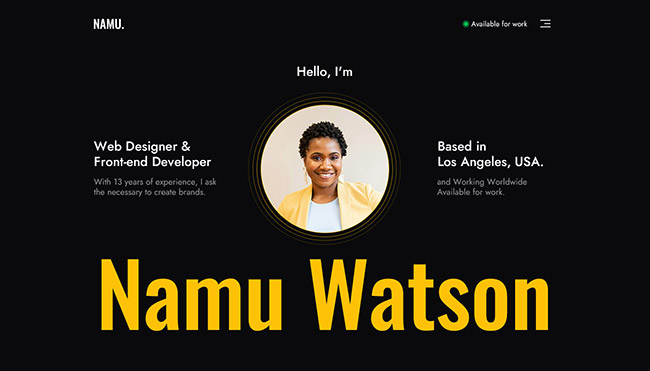 NAMU.
Available for work
Hello, I'm
Web Designer &
Front-end Developer
With 13 years of experience, I ask
the necessary to create brands.
Based in
Los Angeles, USA.
and Working Worldwide
Available for work.
Namu Watson